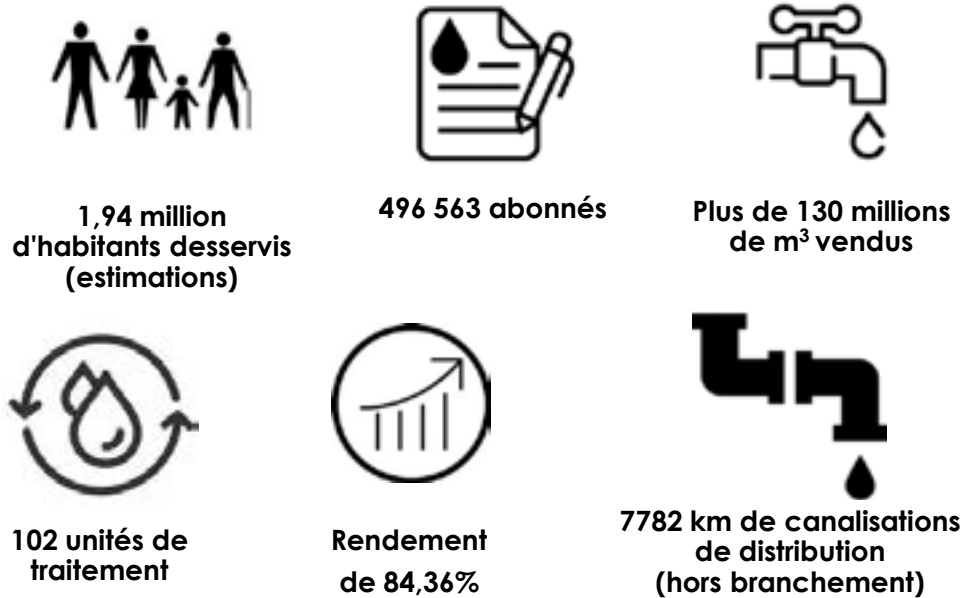 1,94 million
d'habitants desservis
(estimations)
496 563 abonnés
Plus de 130 millions
de m³ vendus
102 unités de
traitement
Rendement
de 84,36%
7782 km de canalisations
de distribution
(hors branchement)